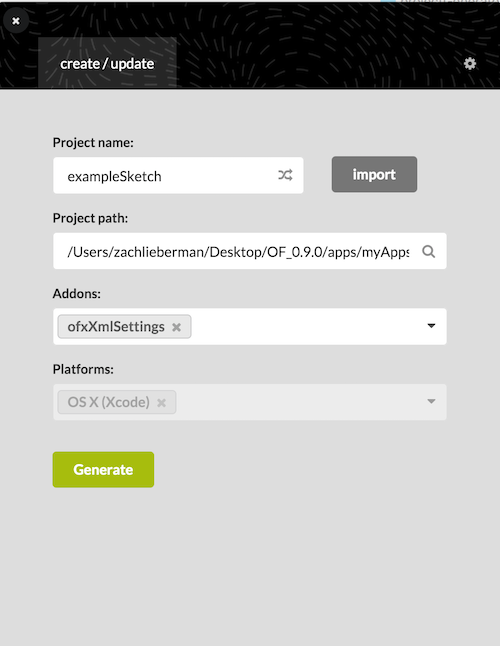 create / update
Project name:
exampleSketch
import
Project path:
/Users/zachlieberman/Desktop/OF_0.9.0/apps/myApps
Addons:
ofxXmlSettings
Platforms:
OS X (Xcode)
Generate